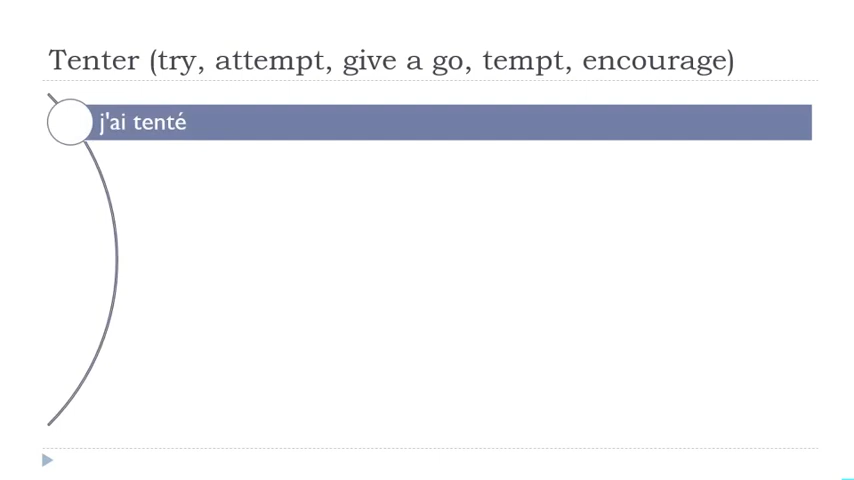 Tenter (try, attempt, give a go, tempt, encourage)
j'ai tenté